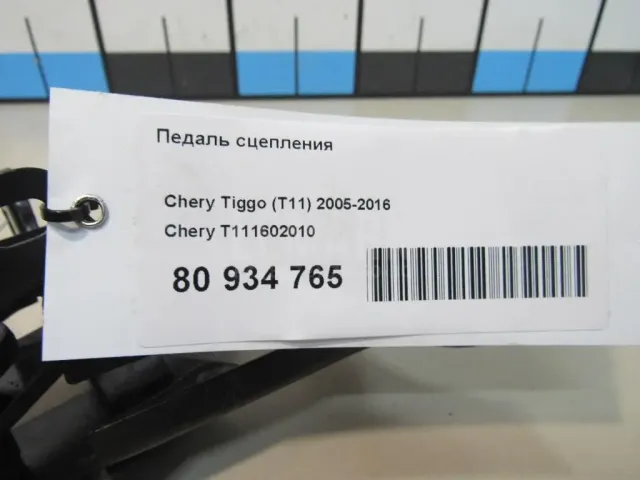 Педаль сцепления
Chery Tiggo (T11) 2005-2016
Chery T111602010
80 934 765